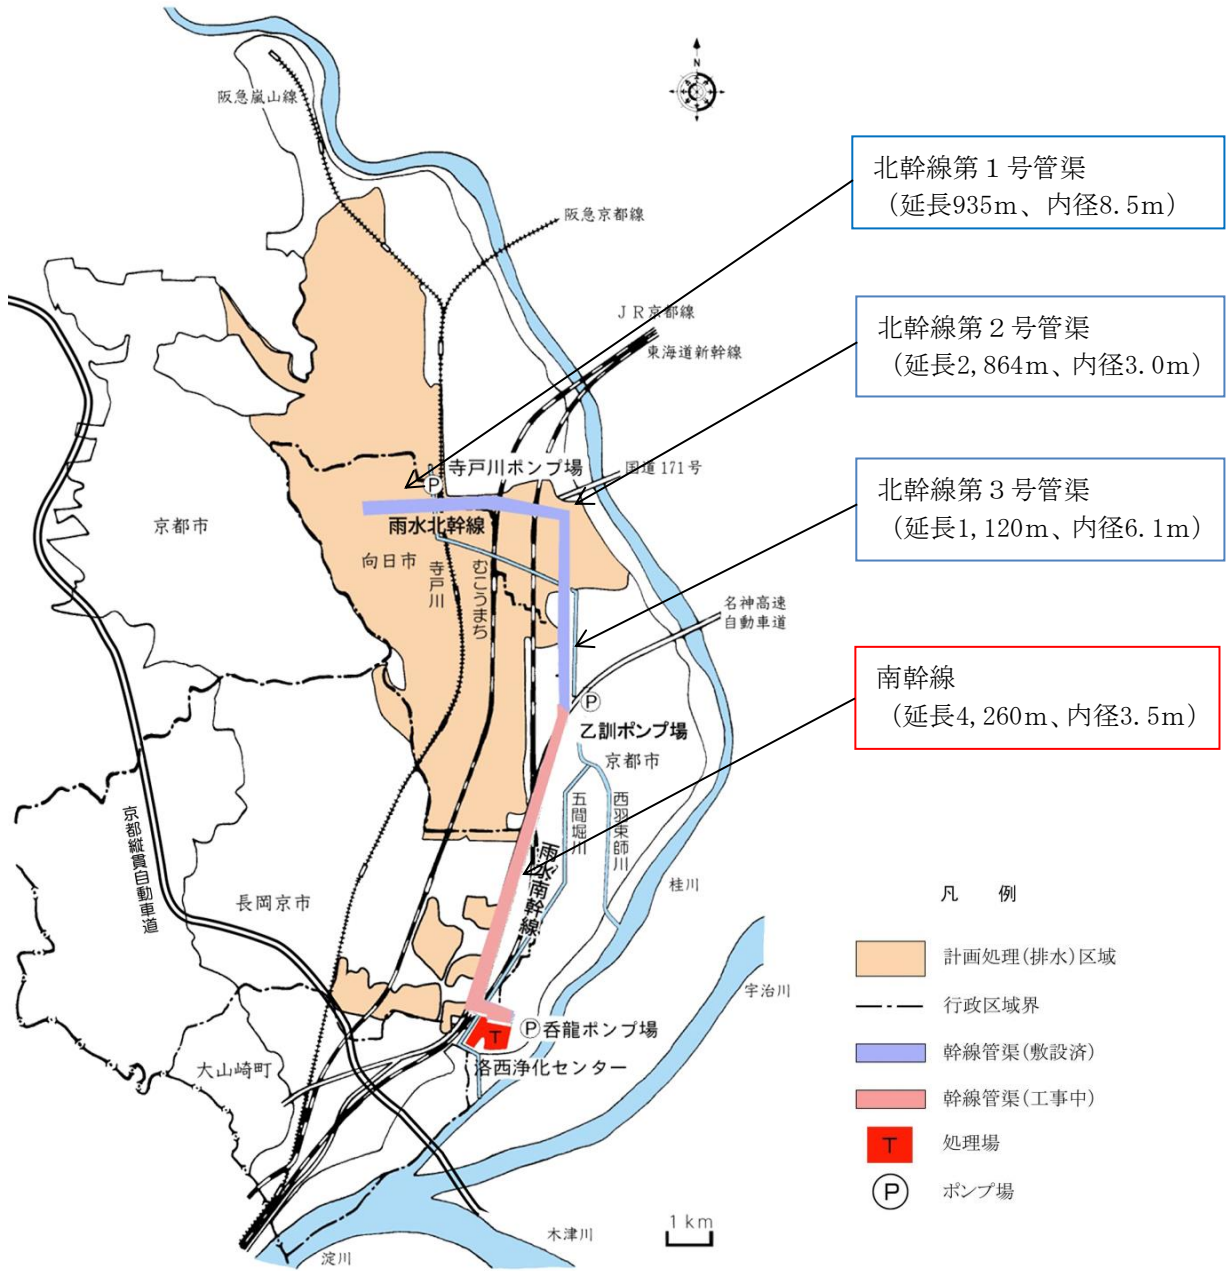 N
阪急嵐山線
阪急京都線
北幹線第１号管渠
（延長935m、内径8.5m）
北幹線第２号管渠
（延長2,864m、内径3.0m）
北幹線第３号管渠
（延長1,120m、内径6.1m）
南幹線
（延長4,260m、内径3.5m）
ＪＲ京都線
東海道新幹線
国道171号
寺戸川ポンプ場
P
雨水北幹線
京都市
向日市
寺戸川
むこうまち
名神高速
自動車道
P
乙訓ポンプ場
京都市
五間堀川
西羽束師川
雨水南幹線
桂川
京都縦貫自動車道
長岡京市
宇治川
P呑龍ポンプ場
T
洛西浄化センター
大山崎町
木津川
淀川
1km
凡　例
計画処理(排水)区域
行政区域界
幹線管渠(敷設済)
幹線管渠(工事中)
T 処理場
P ポンプ場